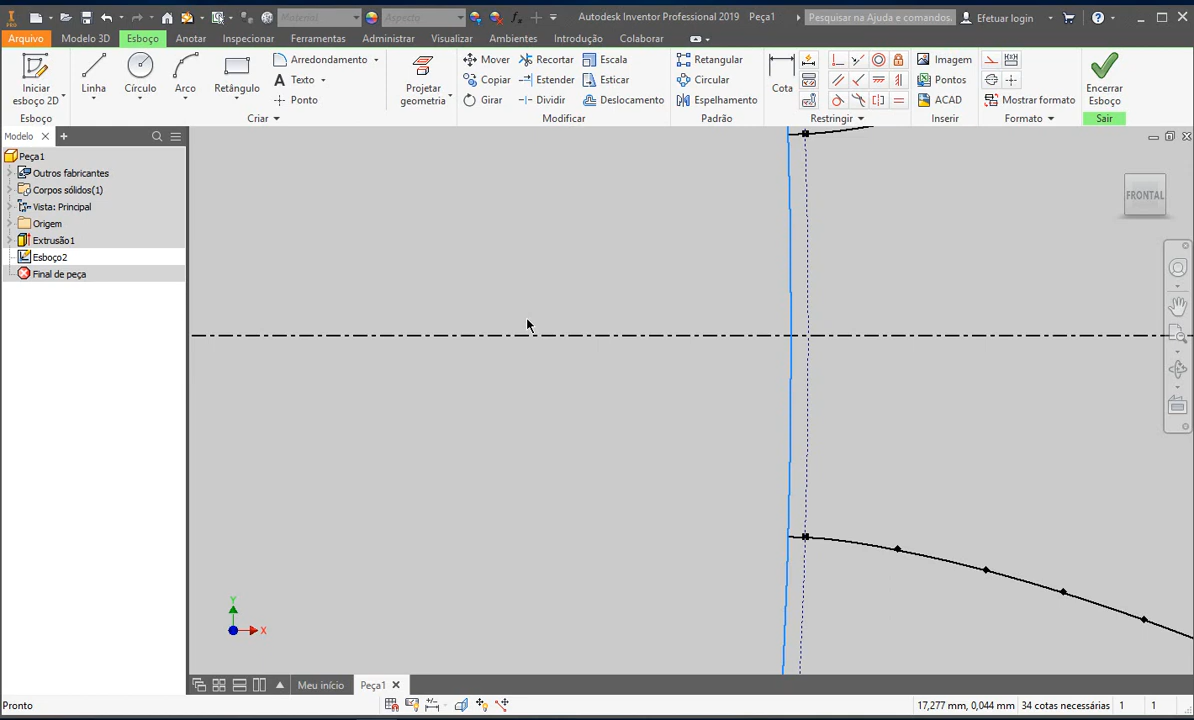 Material
Aspecto
Autodesk Inventor Professional 2019 Peça1
Pesquisar na Ajuda e comandos.
Efetuar login
PRO
Arquivo
Modelo 3D
Esboço
Anotar
Inspecionar
Ferramentas
Administrar
Visualizar
Ambientes
Introdução
Colaborar
Iniciar
esboço 2D
Esboço
Linha
Círculo
Arco
Retângulo
Arredondamento
Texto
Ponto
Criar
Projetar
geometria
Mover
Copiar
Girar
Recortar
Estender
Dividir
Escala
Esticar
Deslocamento
Modificar
Retangular
Circular
Espelhamento
Padrão
Cota
Restringir
Imagem
Pontos
ACAD
Inserir
Mostrar formato
Formato
Encerrar
Esboço
Sair
Modelo
Peça1
Outros fabricantes
Corpos sólidos(1)
Vista: Principal
Origem
Extrusão1
Esboço2
Final de peça
FRONTAL
Y
X
Meu início
Peça1
Pronto
17,277 mm, 0,044 mm
34 cotas necessárias
1
1